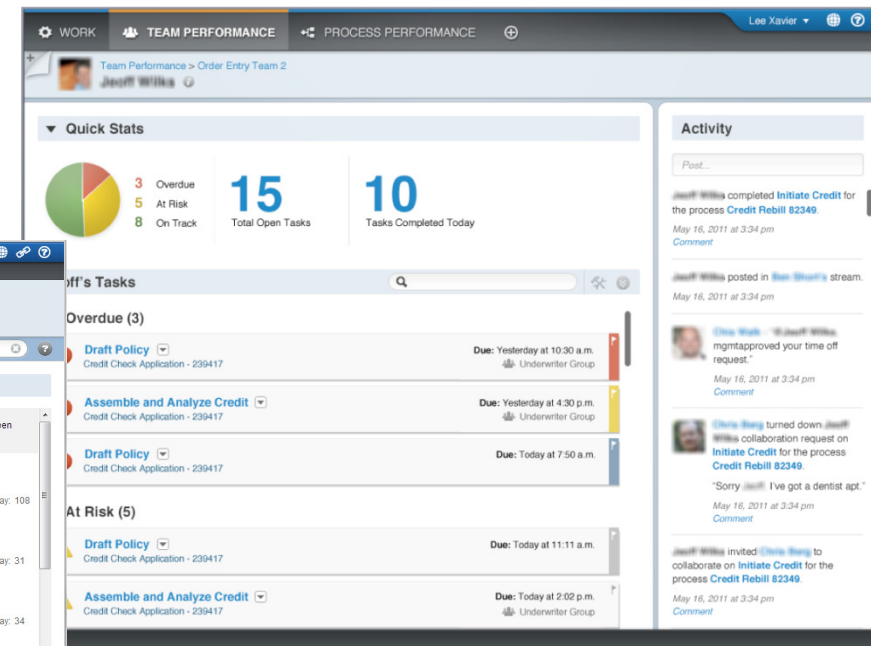 Lee Xavier
WORK TEAM PERFORMANCE PROCESS PERFORMANCE
Team Performance > Order Entry Team 2
Quick Stats
3 Overdue
5 At Risk
8 On Track
15
Total Open Tasks
10
Tasks Completed Today
off's Tasks
Overdue (3)
Draft Policy
Credit Check Application - 239417
Due: Yesterday at 10:30 a.m.
Underwriter Group
Assemble and Analyze Credit
Credit Check Application - 239417
Due: Yesterday at 4:30 p.m.
Underwriter Group
Draft Policy
Credit Check Application - 239417
Due: Today at 7:50 a.m.
At Risk (5)
Draft Policy
Credit Check Application - 239417
Due: Today at 11:11 a.m.
Assemble and Analyze Credit
Credit Check Application - 239417
Due: Today at 2:02 p.m.
Underwriter Group
Activity
Post...
completed Initiate Credit for
the process Credit Rebill 82349.
May 16, 2011 at 3:34 pm
Comment
posted in stream.
May 16, 2011 at 3:34 pm
mgmtapproved your time off
request."
May 16, 2011 at 3:34 pm
Comment
turned down
collaboration request on
Initiate Credit for the process
Credit Rebill 82349.
"Sorry I've got a dentist apt."
May 16, 2011 at 3:34 pm
Comment
invited to
collaborate on Initiate Credit for the
process Credit Rebill 82349.
May 16, 2011 at 3:34 pm
Comment
een
ay: 108
ay: 31
ay: 34